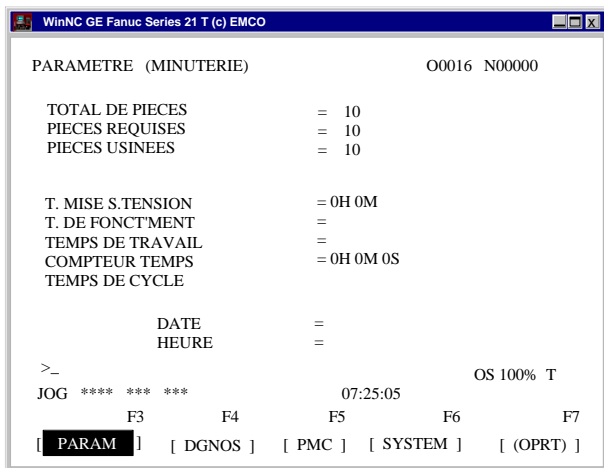 WinNC GE Fanuc Series 21 T (c) EMCO
PARAMETRE (MINUTERIE) O0016 N00000
TOTAL DE PIECES = 10
PIECES REQUISES = 10
PIECES USINEES = 10
T. MISE S.TENSION = 0H 0M
T. DE FONCT'MENT =
TEMPS DE TRAVAIL =
COMPTEUR TEMPS = 0H 0M 0S
TEMPS DE CYCLE
DATE =
HEURE =
>_
OS 100% T
JOG **** *** *** 07:25:05
F3 F4 F5 F6 F7
[ PARAM ] [ DGNOS ] [ PMC ] [ SYSTEM ] [ (OPRT) ]